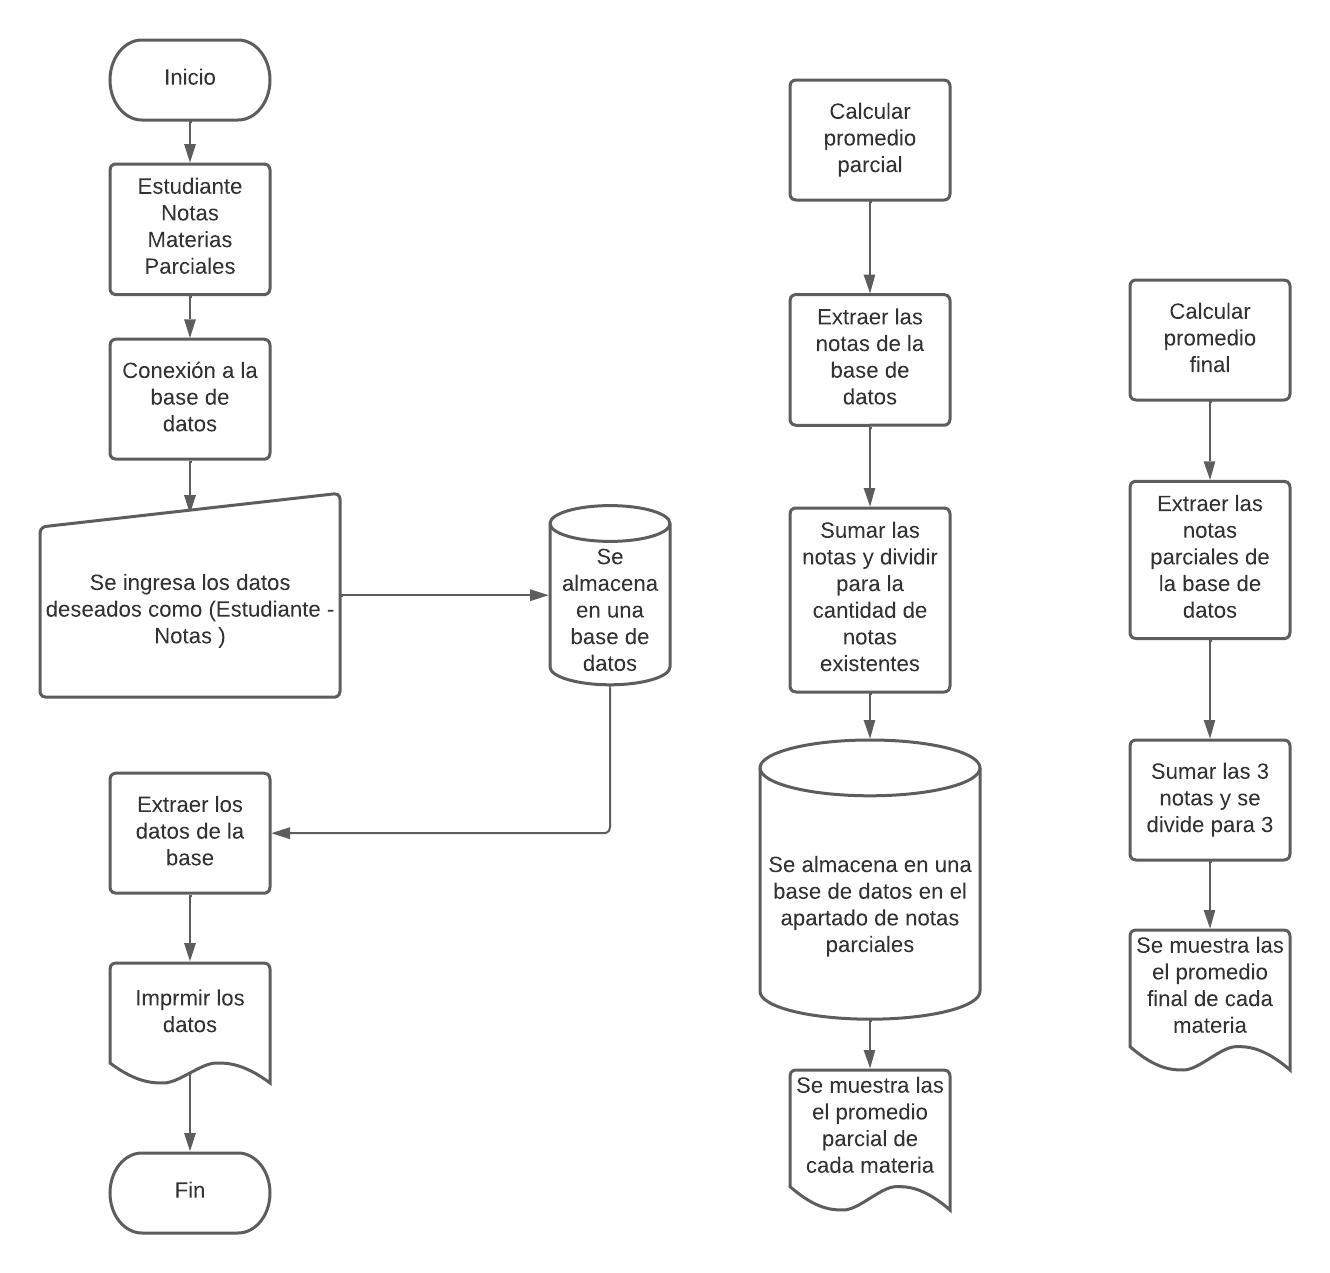 Inicio
Estudiante
Notas
Materias
Parciales
Conexión a la
base de
datos
Se ingresa los datos
deseados como (Estudiante -
Notas )
Se
almacena
en una
base de
datos
Extraer los
datos de la
base
Imprmir los
datos
Fin
Calcular
promedio
parcial
Extraer las
notas de la
base de
datos
Sumar las
notas y dividir
para la
cantidad de
notas
existentes
Se almacena en una
base de datos en el
apartado de notas
parciales
Se muestra las
el promedio
parcial de
cada materia
Calcular
promedio
final
Extraer las
notas
parciales de
la base de
datos
Sumar las 3
notas y se
divide para 3
Se muestra las
el promedio
final de cada
materia